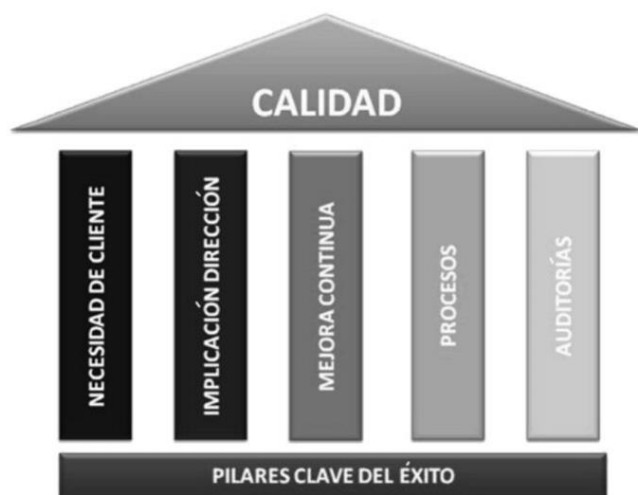 CALIDAD
NECESIDAD DE CLIENTE
IMPLICACIÓN DIRECCIÓN
MEJORA CONTINUA
PROCESOS
AUDITORÍAS
PILARES CLAVE DEL ÉXITO